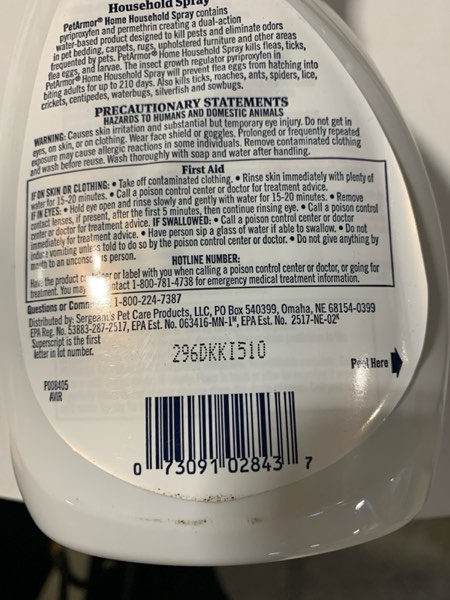 Household Spray
PetArmor® Home Household Spray contains
pyriproxyfen and permethrin creating a dual-action
water-based product designed to kill pests and eliminate odors
in pet bedding, carpets, rugs, upholstered furniture and other areas
frequented by pets. PetArmor® Home Household Spray kills fleas, ticks,
flea eggs, and larvae. The insect growth regulator pyriproxyfen in
PetArmor® Home Household Spray will prevent flea eggs from hatching into
biting adults for up to 210 days. Also kills ticks, roaches, ants, spiders, lice,
crickets, centipedes, waterbugs, silverfish and sowbugs.
PRECAUTIONARY STATEMENTS
HAZARDS TO HUMANS AND DOMESTIC ANIMALS
WARNING: Causes skin irritation and substantial but temporary eye injury. Do not get in
eyes, on skin, or on clothing. Wear face shield or goggles. Prolonged or frequently repeated
exposure may cause allergic reactions in some individuals. Remove contaminated clothing
and wash before reuse. Wash thoroughly with soap and water after handling.
First Aid
IF ON SKIN OR CLOTHING: • Take off contaminated clothing. • Rinse skin immediately with plenty of
water for 15-20 minutes. • Call a poison control center or doctor for treatment advice.
IF IN EYES: • Hold eye open and rinse slowly and gently with water for 15-20 minutes. • Remove
contact lenses, if present, after the first 5 minutes, then continue rinsing eye. • Call a poison control
center or doctor for treatment advice. IF SWALLOWED: • Call a poison control center or doctor
immediately for treatment advice. • Have person sip a glass of water if able to swallow. • Do not
induce vomiting unless told to do so by the poison control center or doctor. • Do not give anything by
mouth to an unconscious person.
HOTLINE NUMBER:
Have the product container or label with you when calling a poison control center or doctor, or going for
treatment. You may contact 1-800-781-4738 for emergency medical treatment information.
Questions or Comments 1-800-224-7387
Distributed by: Sergeant's Pet Care Products, LLC, PO Box 540399, Omaha, NE 68154-0399
EPA Reg. No. 53883-287-2517, EPA Est. No. 063416-MN-1ᴹ, EPA Est. No. 2517-NE-02ᴷ
Superscript is the first
letter in lot number.
296DKKI510
Peel Here
P008405
AVIR
0 73091 02843 7